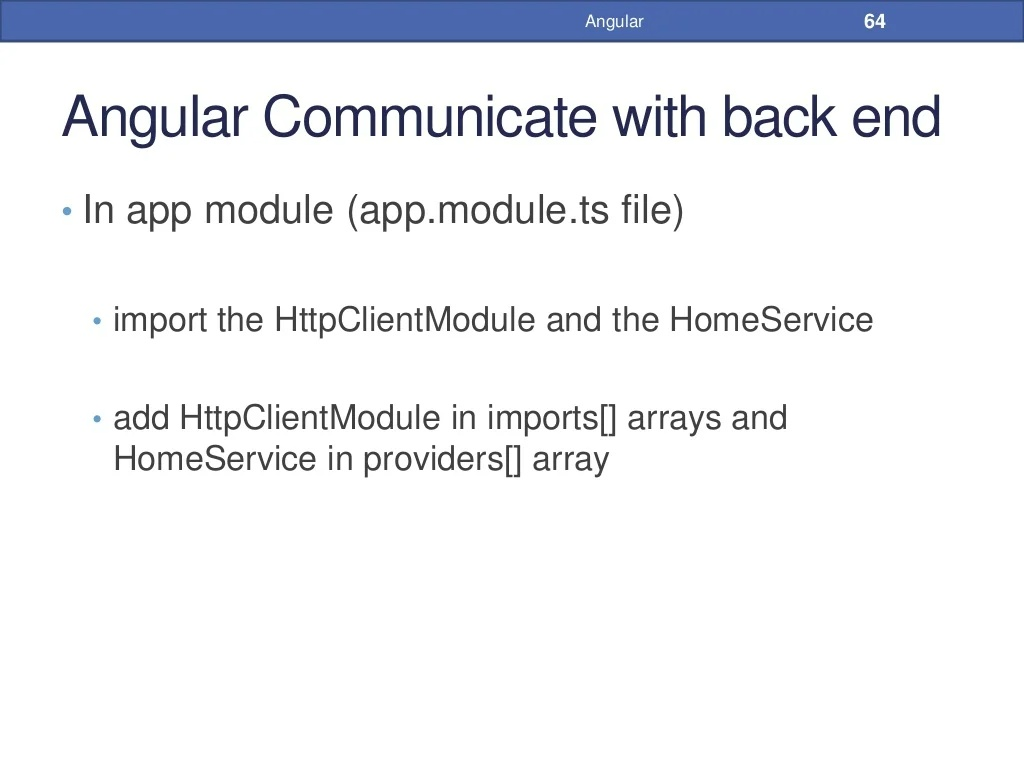 Angular 64
Angular Communicate with back end
• In app module (app.module.ts file)
• import the HttpClientModule and the HomeService
• add HttpClientModule in imports[] arrays and
HomeService in providers[] array